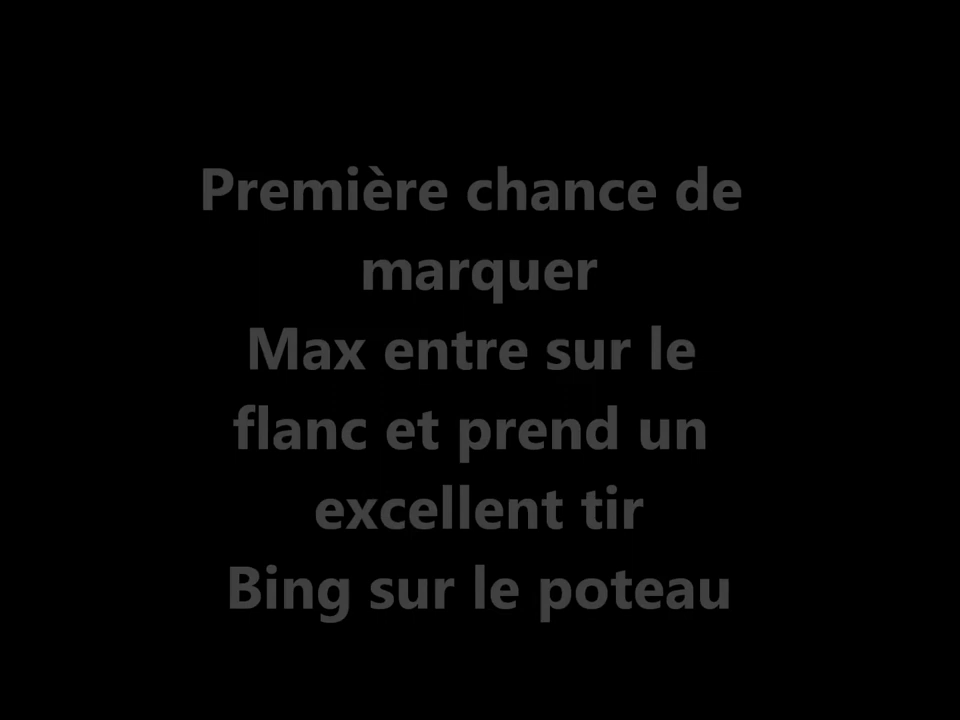 Première chance de
marquer
Max entre sur le
flanc et prend un
excellent tir
Bing sur le poteau